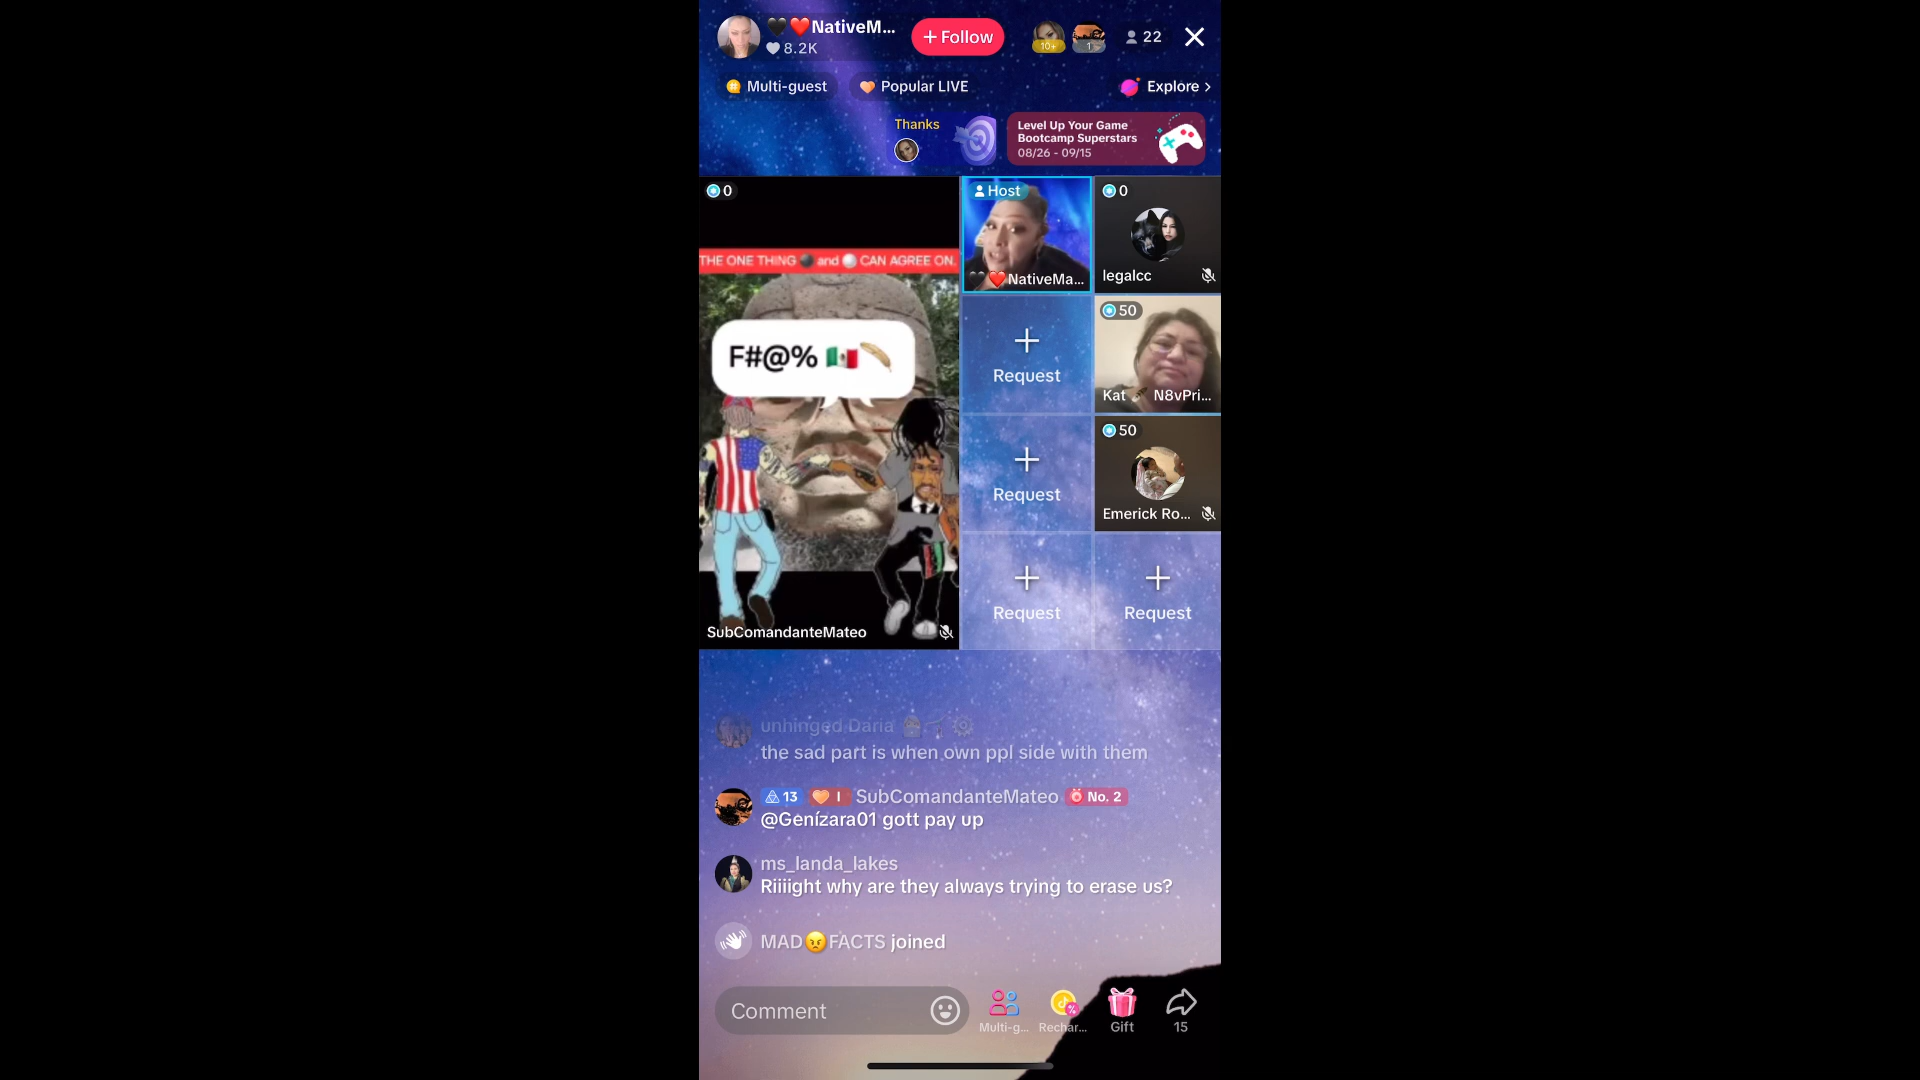 🖤❤️NativeM...
8.2K
+ Follow
10+
1
22
Multi-guest
Popular LIVE
Explore >
Thanks
Level Up Your Game
Bootcamp Superstars
08/26 - 09/15
0
THE ONE THING ⚫ and ⚪ CAN AGREE ON.
F#@% 🇲🇽🪶
SubComandanteMateo
Host
🖤❤️NativeMa...
0
legalcc
Request
50
Kat 🪶 N8vPri...
Request
50
Emerick Ro...
Request
Request
unhinged Daria
the sad part is when own ppl side with them
13 I SubComandanteMateo No. 2
@Genízara01 gott pay up
ms_landa_lakes
Riiiight why are they always trying to erase us?
MAD😠FACTS joined
Comment
Multi-g...
Rechar...
Gift
15